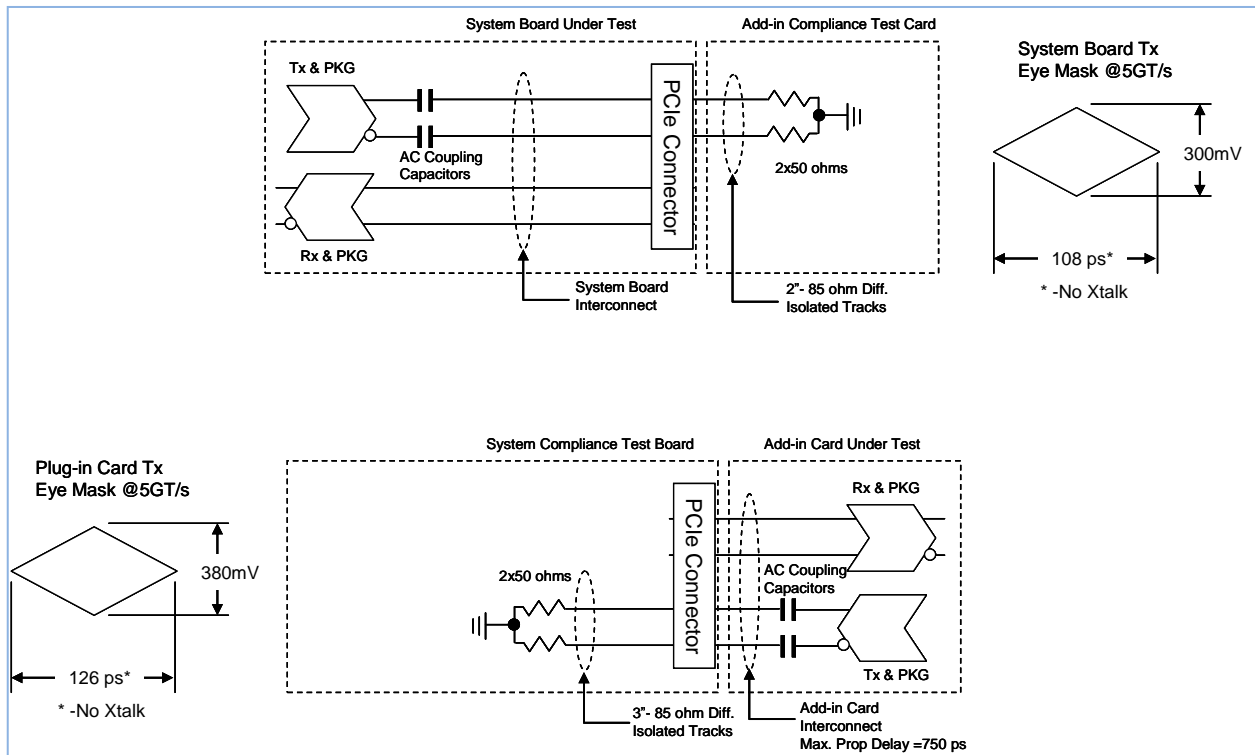 System Board Under Test
Add-in Compliance Test Card
Tx & PKG
AC Coupling
Capacitors
Rx & PKG
PCIe Connector
2x50 ohms
System Board
Interconnect
2"- 85 ohm Diff.
Isolated Tracks
System Board Tx
Eye Mask @5GT/s
300mV
108 ps*
* -No Xtalk
Plug-in Card Tx
Eye Mask @5GT/s
380mV
126 ps*
* -No Xtalk
System Compliance Test Board
Add-in Card Under Test
PCIe Connector
Rx & PKG
2x50 ohms
AC Coupling
Capacitors
Tx & PKG
3"- 85 ohm Diff.
Isolated Tracks
Add-in Card
Interconnect
Max. Prop Delay =750 ps